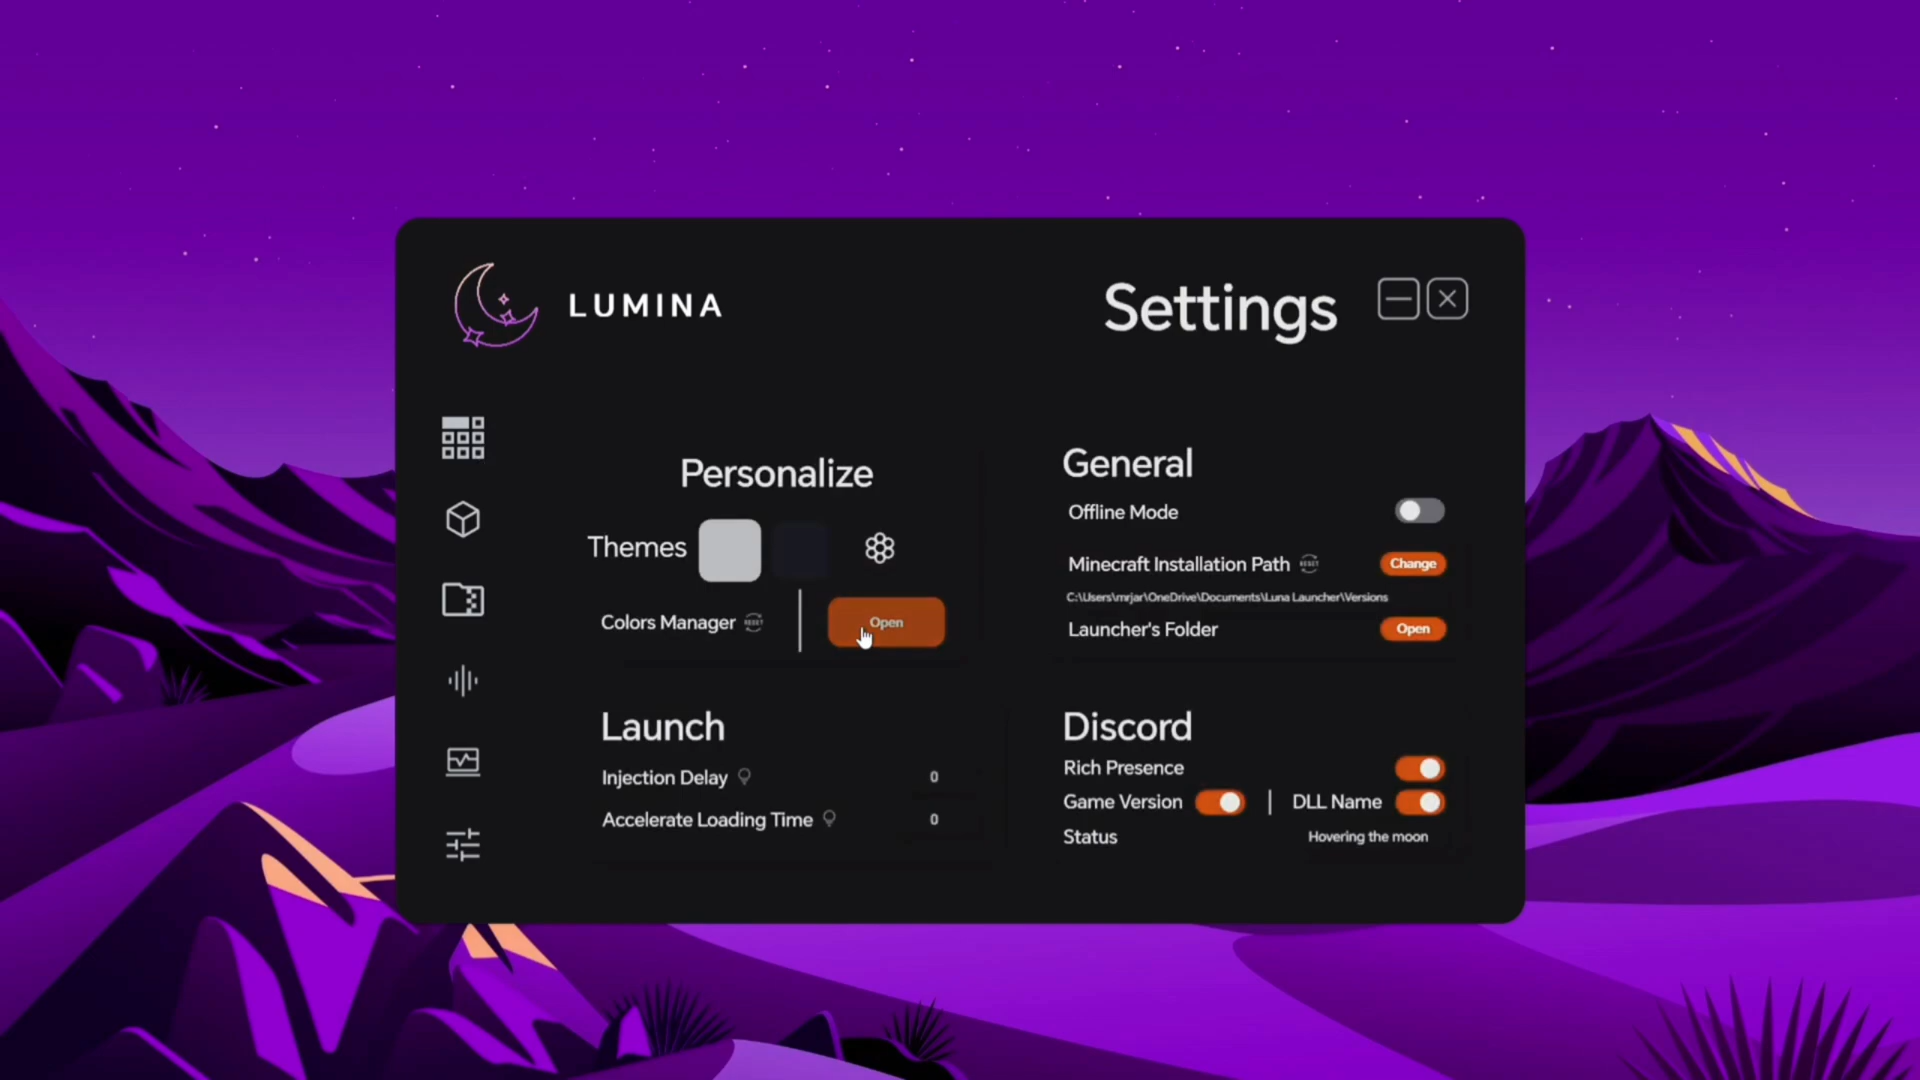 LUMINA
Settings
Personalize
Themes
Colors Manager RESET
Open
General
Offline Mode
Minecraft Installation Path RESET Change
C:\Users\mrjar\OneDrive\Documents\Luna Launcher\Versions
Launcher's Folder Open
Launch
Injection Delay 0
Accelerate Loading Time 0
Discord
Rich Presence
Game Version | DLL Name
Status Hovering the moon